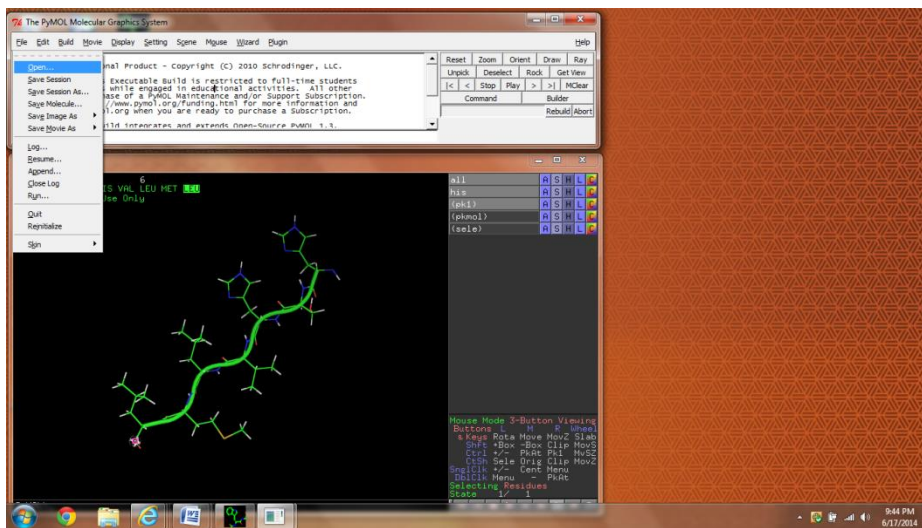 The PyMOL Molecular Graphics System
File Edit Build Movie Display Setting Scene Mouse Wizard Plugin Help
Open...
Save Session
Save Session As...
Save Molecule...
Save Image As
Save Movie As
Log...
Resume...
Append...
Close Log
Run...
Quit
Reinitialize
Skin
nal Product - Copyright (C) 2010 Schrodinger, LLC.
Executable Build is restricted to full-time students
while engaged in educational activities. All other
ase of a PyMOL Maintenance and/or Support Subscription.
//www.pymol.org/funding.html for more information and
l.org when you are ready to purchase a Subscription.
ild integrates and extends Open-Source PyMOL 1.3.
Reset Zoom Orient Draw Ray
Unpick Deselect Rock Get View
|< < Stop Play > >| MClear
Command Builder
Rebuild Abort
6
IS VAL LEU MET LEU
Use Only
all A S H L C
his A S H L C
(pk1) A S H L C
(pkmol) A S H L C
(sele) A S H L C
Mouse Mode 3-Button Viewing
Buttons L M R Wheel
& Keys Rota Move MovZ Slab
Shft +Box -Box Clip MovS
Ctrl +/- PkAt Pk1 MvSZ
CtSh Sele Orig Clip MovZ
SnglClk +/- Cent Menu
DblClk Menu - PkAt
Selecting Residues
State 1/ 1
9:44 PM
6/17/2014